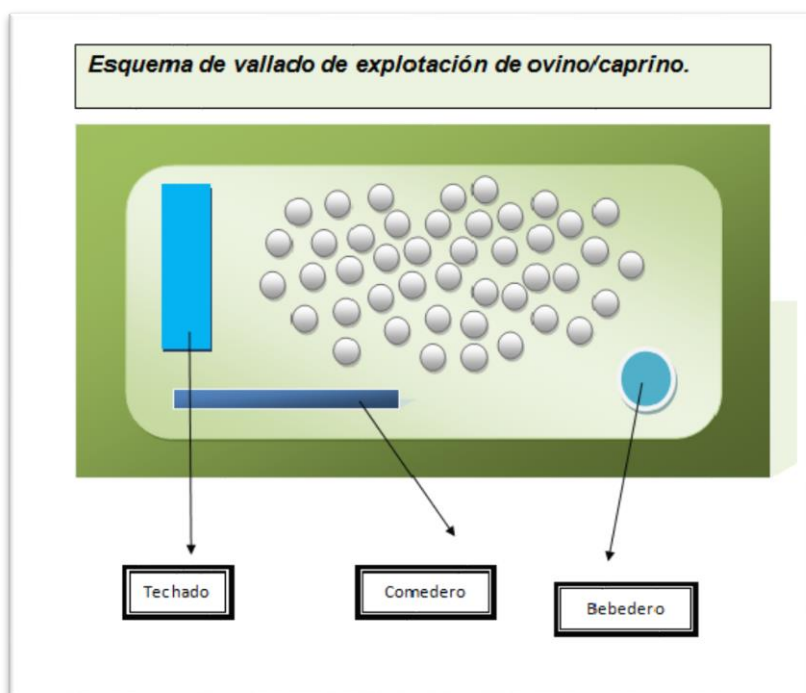 Esquema de vallado de explotación de ovino/caprino.
Techado
Comedero
Bebedero